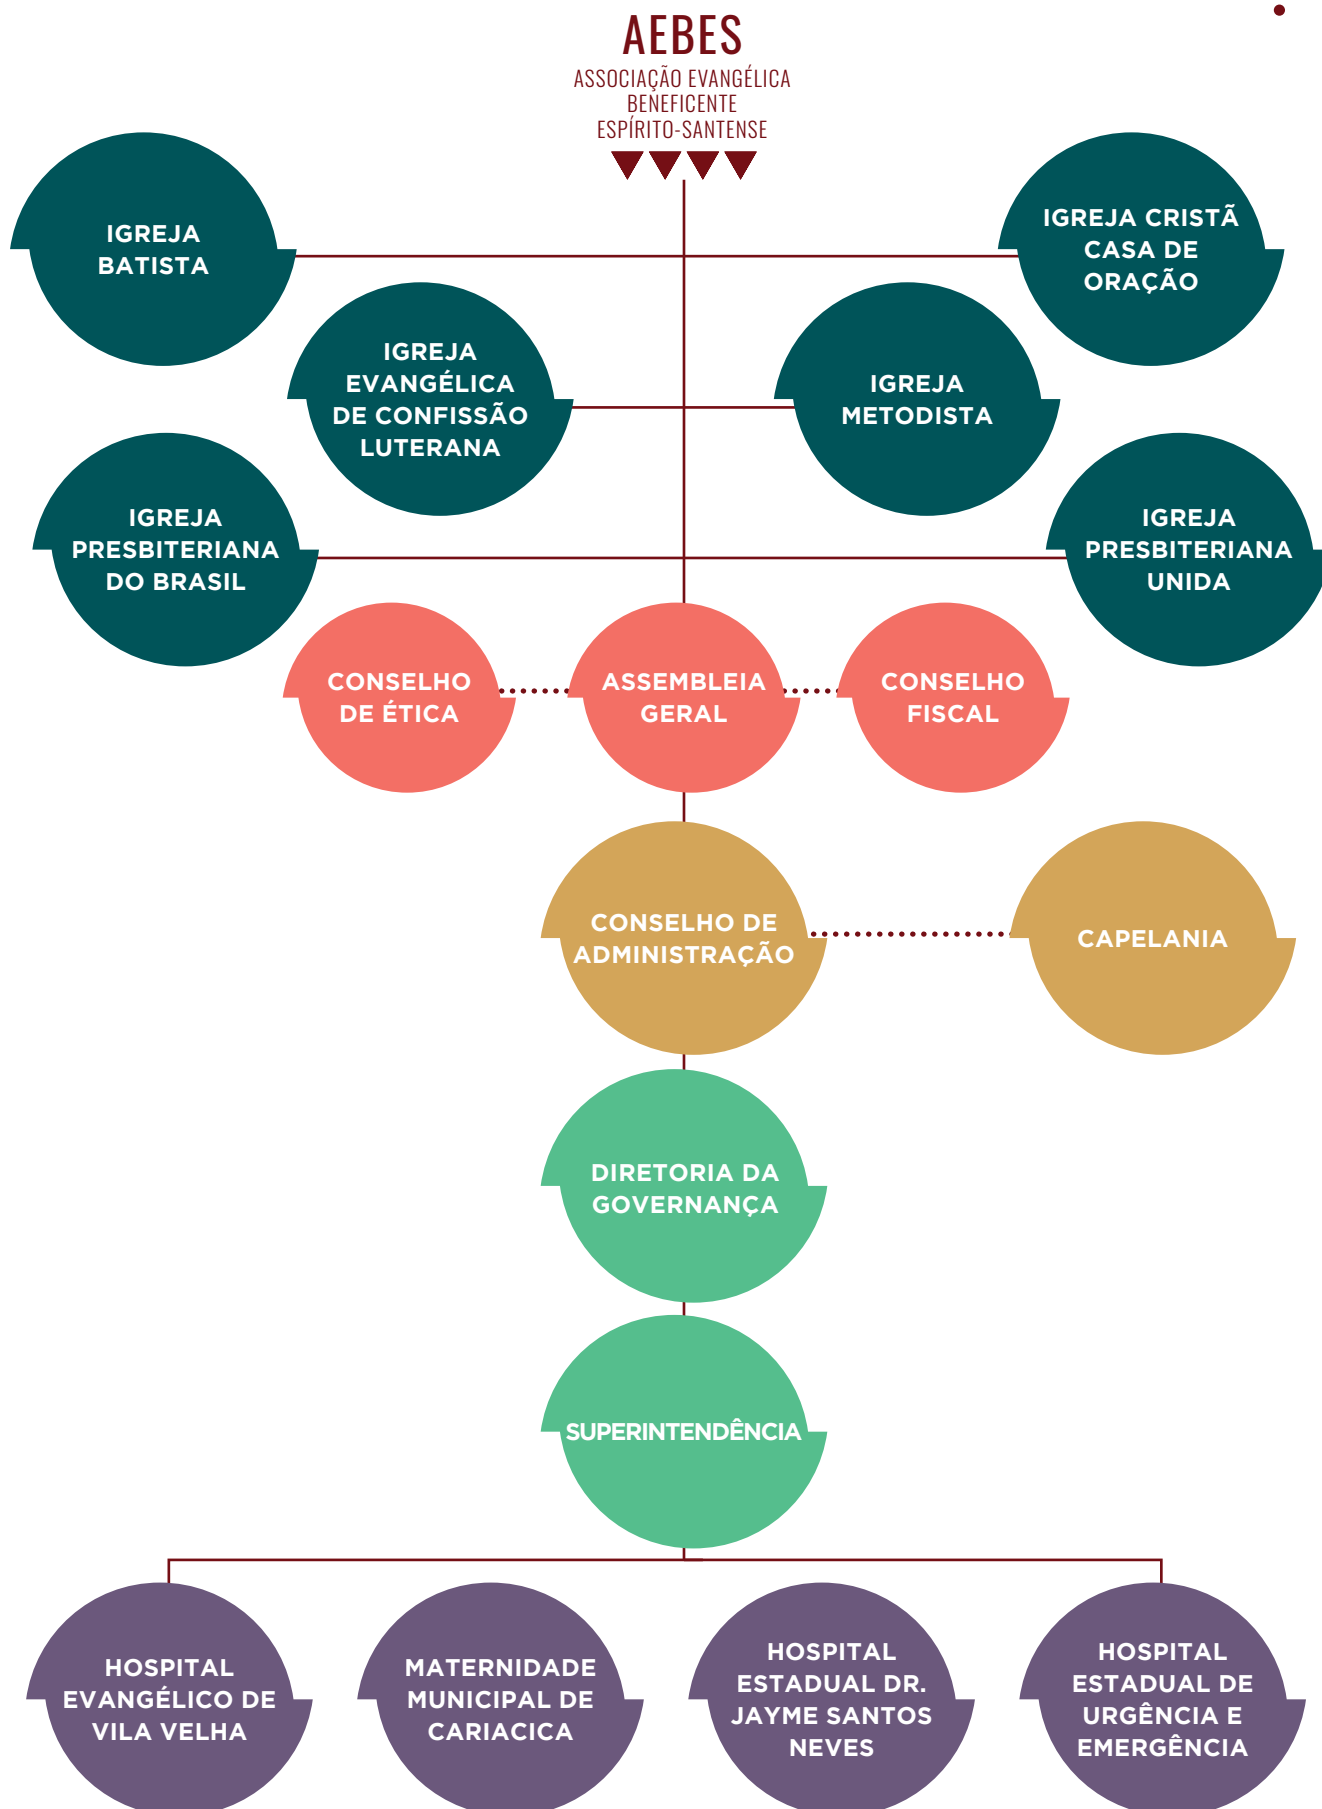 AEBES
ASSOCIAÇÃO EVANGÉLICA
BENEFICENTE
ESPÍRITO-SANTENSE
IGREJA
BATISTA
IGREJA CRISTÃ
CASA DE
ORAÇÃO
IGREJA
EVANGÉLICA
DE CONFISSÃO
LUTERANA
IGREJA
METODISTA
IGREJA
PRESBITERIANA
DO BRASIL
IGREJA
PRESBITERIANA
UNIDA
CONSELHO
DE ÉTICA
ASSEMBLEIA
GERAL
CONSELHO
FISCAL
CONSELHO DE
ADMINISTRAÇÃO
CAPELANIA
DIRETORIA DA
GOVERNANÇA
SUPERINTENDÊNCIA
HOSPITAL
EVANGÉLICO DE
VILA VELHA
MATERNIDADE
MUNICIPAL DE
CARIACICA
HOSPITAL
ESTADUAL DR.
JAYME SANTOS
NEVES
HOSPITAL
ESTADUAL DE
URGÊNCIA E
EMERGÊNCIA